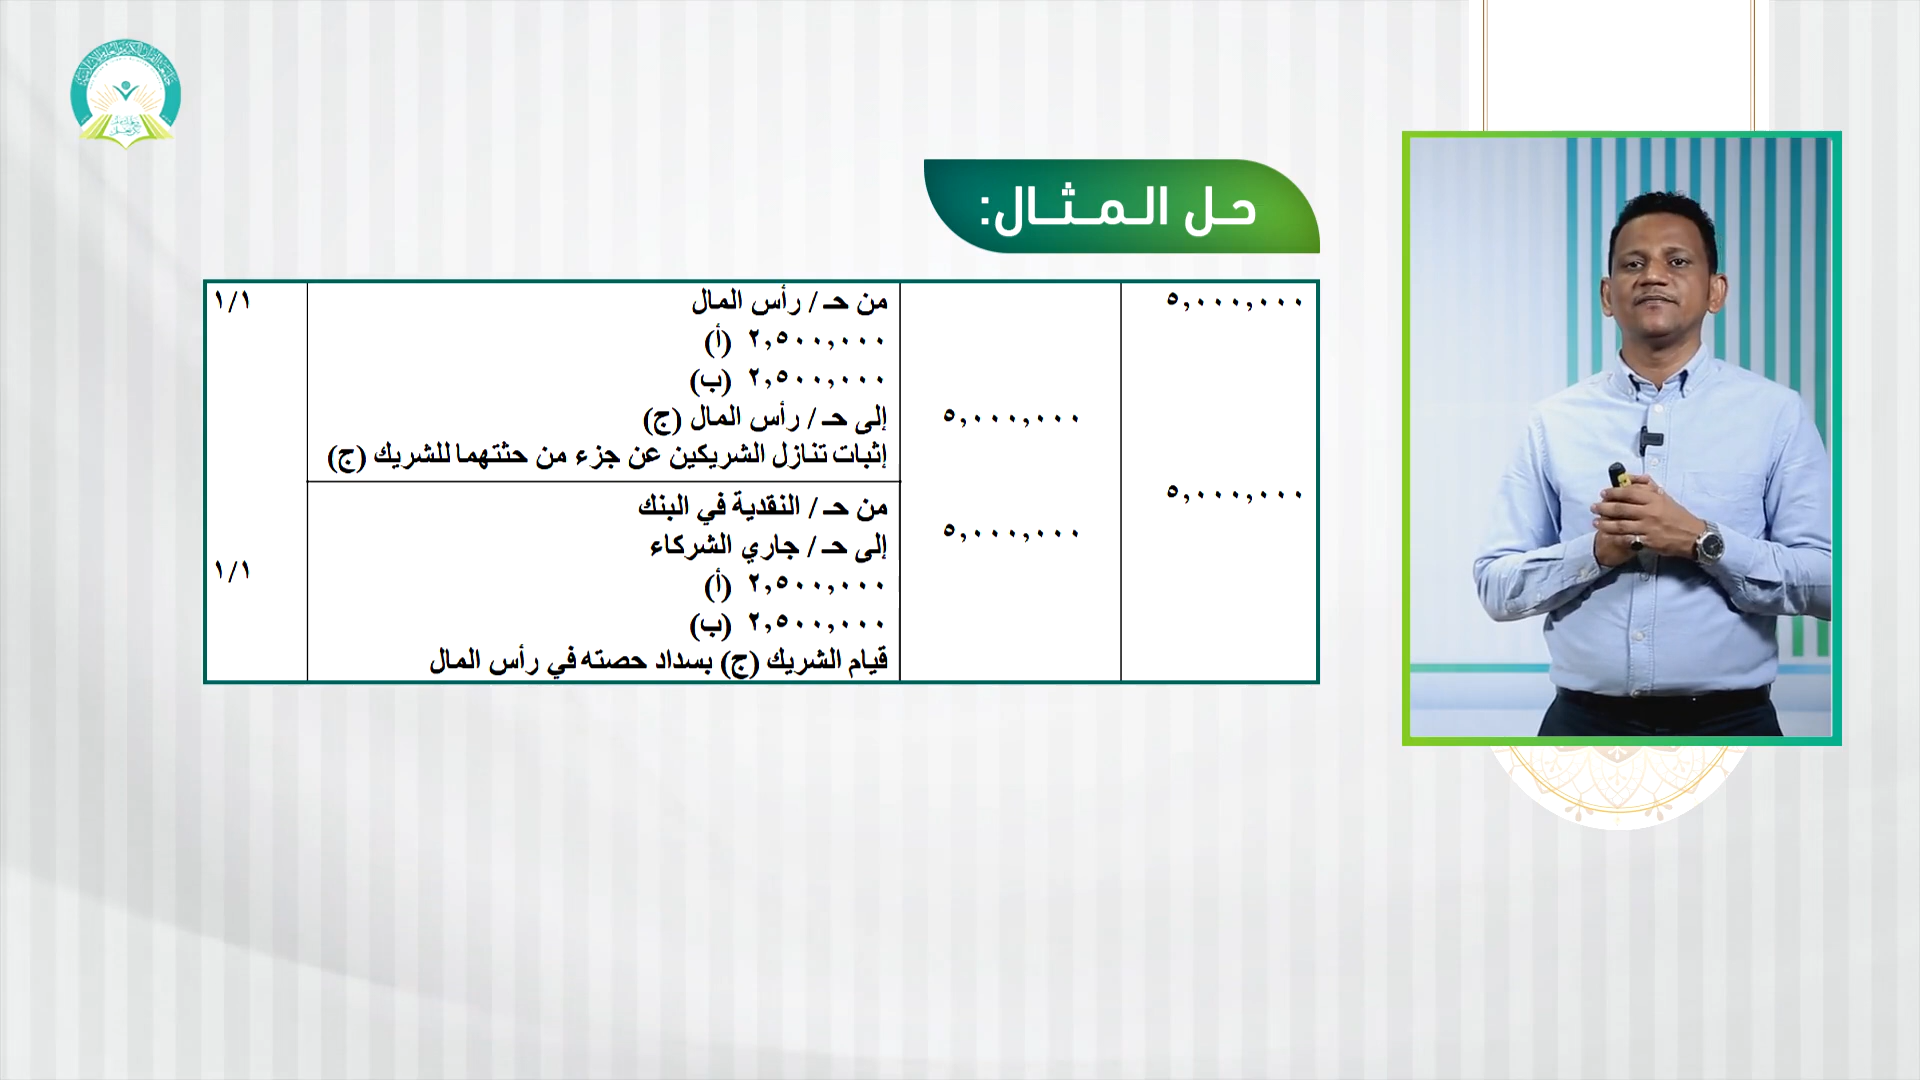 حل المثال:
٥,٠٠٠,٠٠٠ من حـ / رأس المال ١/١
٢,٥٠٠,٠٠٠ (أ)
٢,٥٠٠,٠٠٠ (ب)
٥,٠٠٠,٠٠٠ إلى حـ / رأس المال (ج)
إثبات تنازل الشريكين عن جزء من حثتهما للشريك (ج)
٥,٠٠٠,٠٠٠ من حـ / النقدية في البنك
٥,٠٠٠,٠٠٠ إلى حـ / جاري الشركاء
٢,٥٠٠,٠٠٠ (أ) ١/١
٢,٥٠٠,٠٠٠ (ب)
قيام الشريك (ج) بسداد حصته في رأس المال